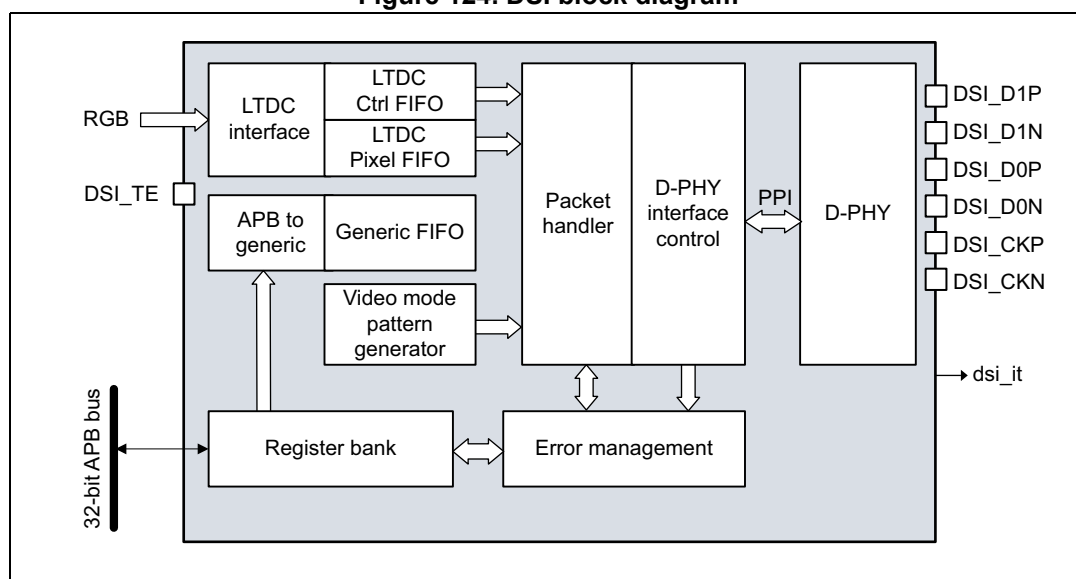 Figure 124. DSI block diagram
RGB
DSI_TE
LTDC
interface
LTDC
Ctrl FIFO
LTDC
Pixel FIFO
APB to
generic
Generic FIFO
Video mode
pattern
generator
Packet
handler
D-PHY
interface
control
PPI
D-PHY
DSI_D1P
DSI_D1N
DSI_D0P
DSI_D0N
DSI_CKP
DSI_CKN
dsi_it
32-bit APB bus
Register bank
Error management